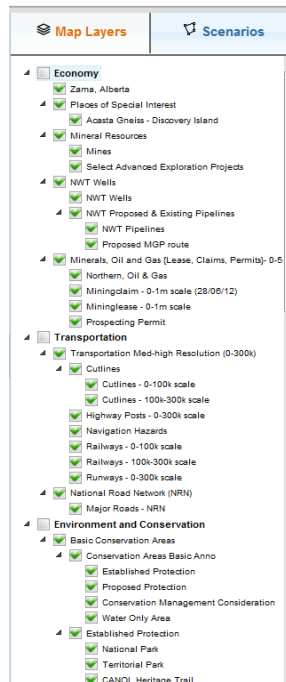 Map Layers Scenarios
Economy
Zama, Alberta
Places of Special Interest
Acasta Gneiss - Discovery Island
Mineral Resources
Mines
Select Advanced Exploration Projects
NWT Wells
NWT Wells
NWT Proposed & Existing Pipelines
NWT Pipelines
Proposed MGP route
Minerals, Oil and Gas {Lease, Claims, Permits}- 0-5
Northern, Oil & Gas
Miningclaim - 0-1m scale (28/06/12)
Mininglease - 0-1m scale
Prospecting Permit
Transportation
Transportation Med-high Resolution (0-300k)
Cutlines
Cutlines - 0-100k scale
Cutlines - 100k-300k scale
Highway Posts - 0-300k scale
Navigation Hazards
Railways - 0-100k scale
Railways - 100k-300k scale
Runways - 0-300k scale
National Road Network (NRN)
Major Roads - NRN
Environment and Conservation
Basic Conservation Areas
Conservation Areas Basic Anno
Established Protection
Proposed Protection
Conservation Management Consideration
Water Only Area
Established Protection
National Park
Territorial Park
CANOL Heritage Trail